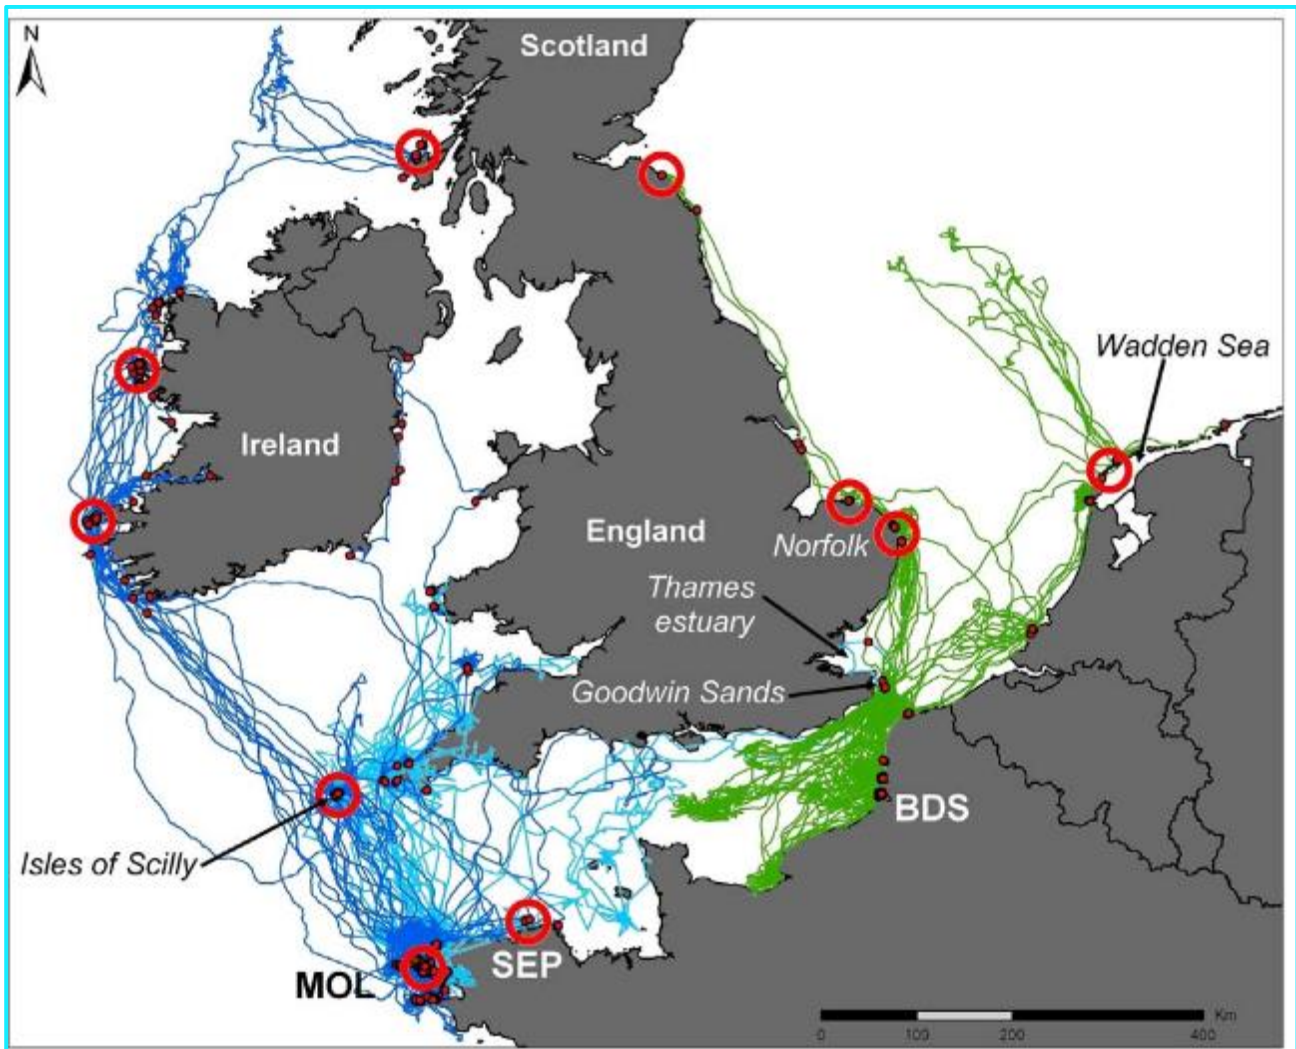 N
Scotland
Wadden Sea
Ireland
England
Norfolk
Thames
estuary
Goodwin Sands
BDS
Isles of Scilly
SEP
MOL
Km
0 100 200 400